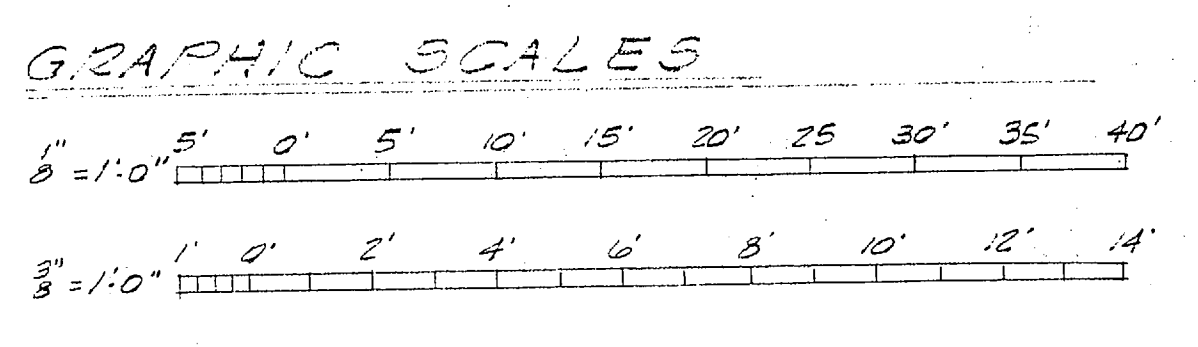 GRAPHIC SCALES
5' 0' 5' 10' 15' 20' 25 30' 35' 40'
1/8" = 1'-0"
1' 0' 2' 4' 6' 8' 10' 12' 14'
3/8" = 1'-0"